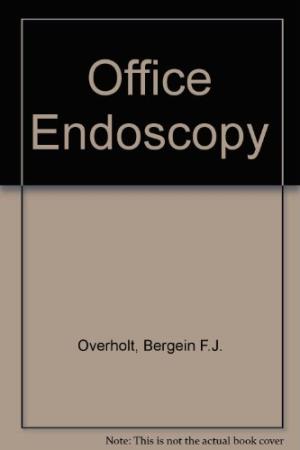 Office
Endoscopy
Overholt, Bergein F.J.
Note: This is not the actual book cover